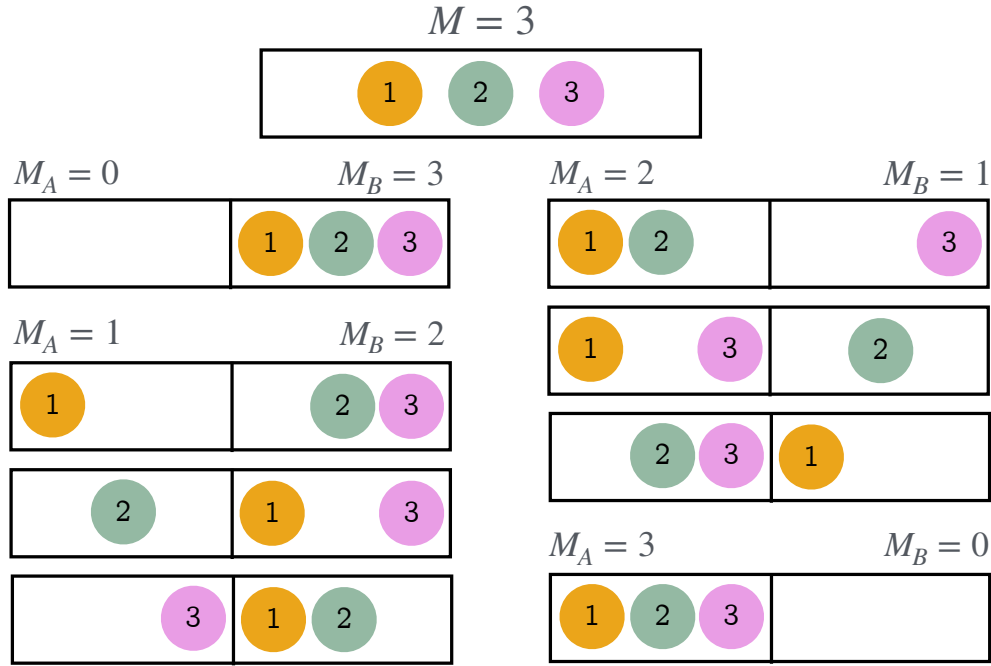 M = 3
1 2 3
M_A = 0 M_B = 3
1 2 3
M_A = 1 M_B = 2
1 2 3
2 1 3
3 1 2
M_A = 2 M_B = 1
1 2 3
1 3 2
2 3 1
M_A = 3 M_B = 0
1 2 3